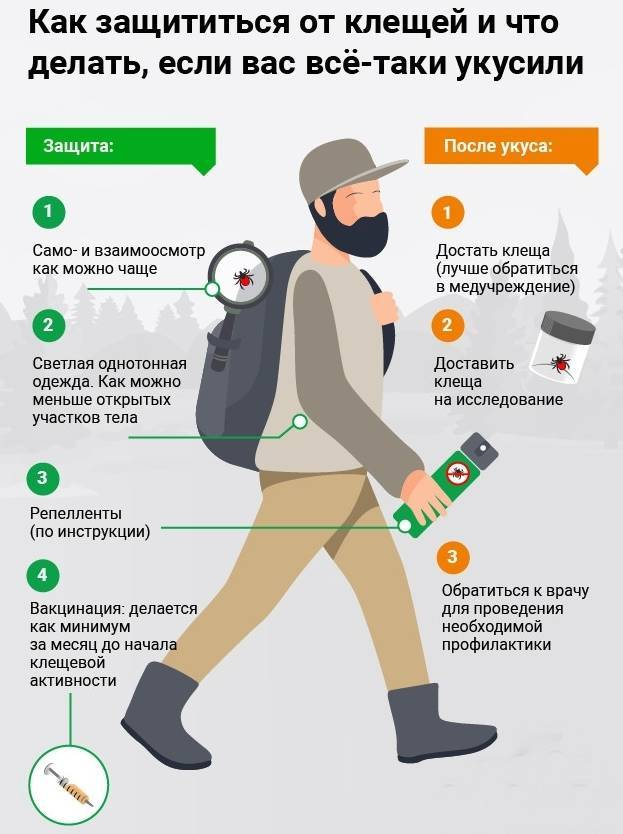 Как защититься от клещей и что
делать, если вас всё-таки укусили
Защита:
1
Само- и взаимоосмотр
как можно чаще
2
Светлая однотонная
одежда. Как можно
меньше открытых
участков тела
3
Репелленты
(по инструкции)
4
Вакцинация: делается
как минимум
за месяц до начала
клещевой
активности
После укуса:
1
Достать клеща
(лучше обратиться
в медучреждение)
2
Доставить
клеща
на исследование
3
Обратиться к врачу
для проведения
необходимой
профилактики